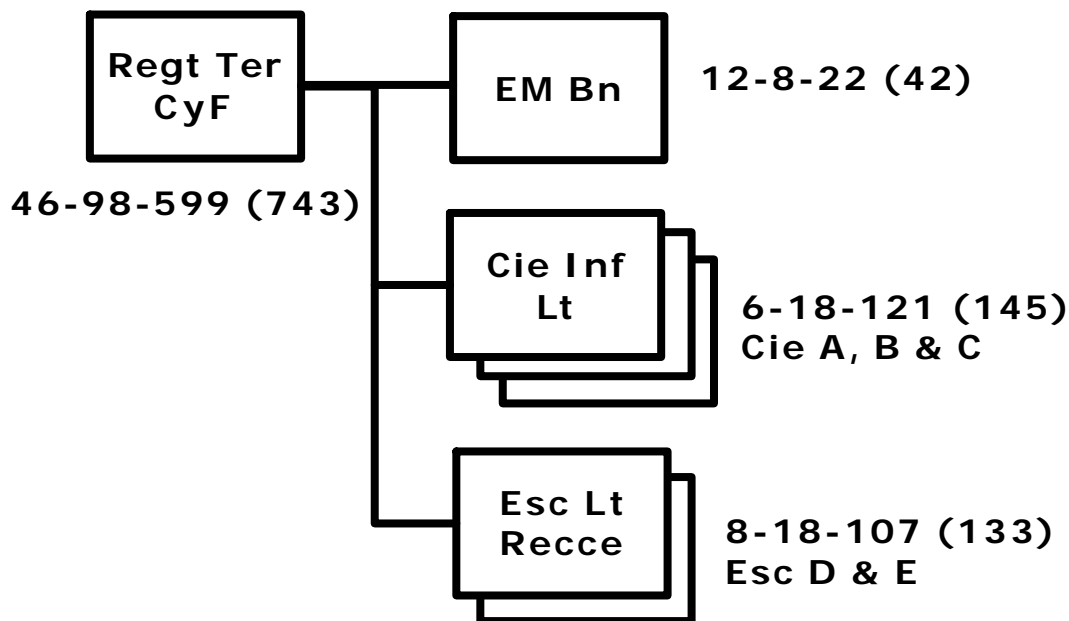 Regt Ter
CyF
46-98-599 (743)
EM Bn
12-8-22 (42)
Cie Inf
Lt
6-18-121 (145)
Cie A, B & C
Esc Lt
Recce
8-18-107 (133)
Esc D & E